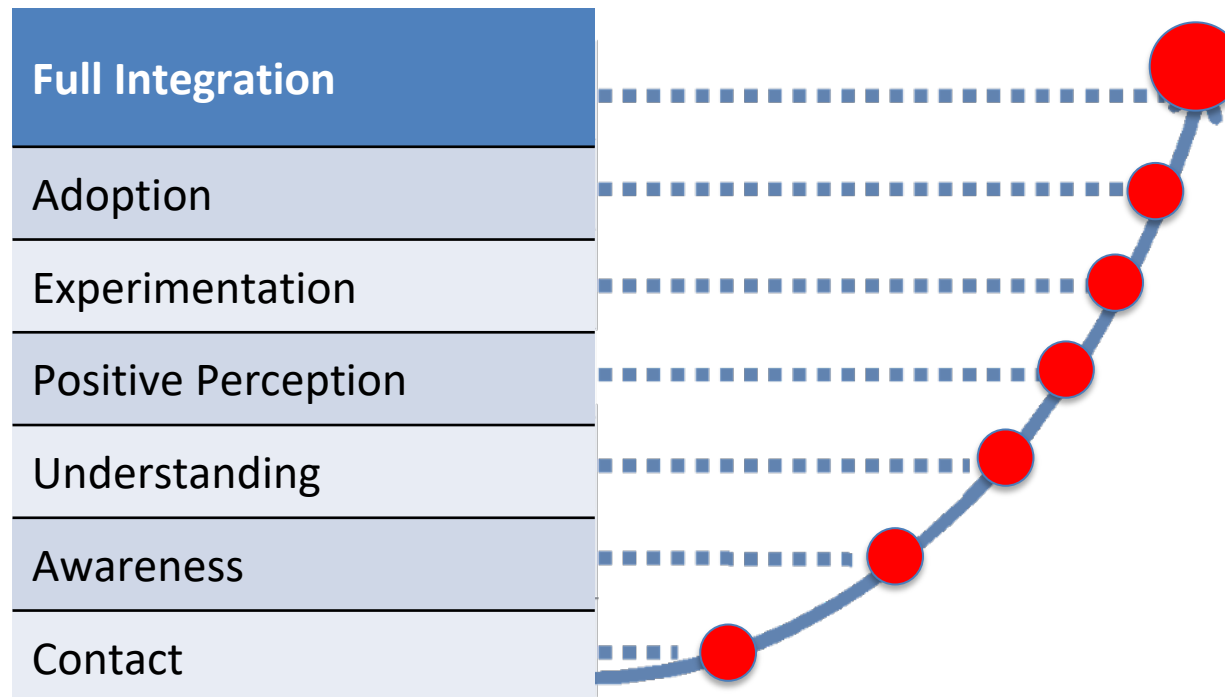 Full Integration
Adoption
Experimentation
Positive Perception
Understanding
Awareness
Contact